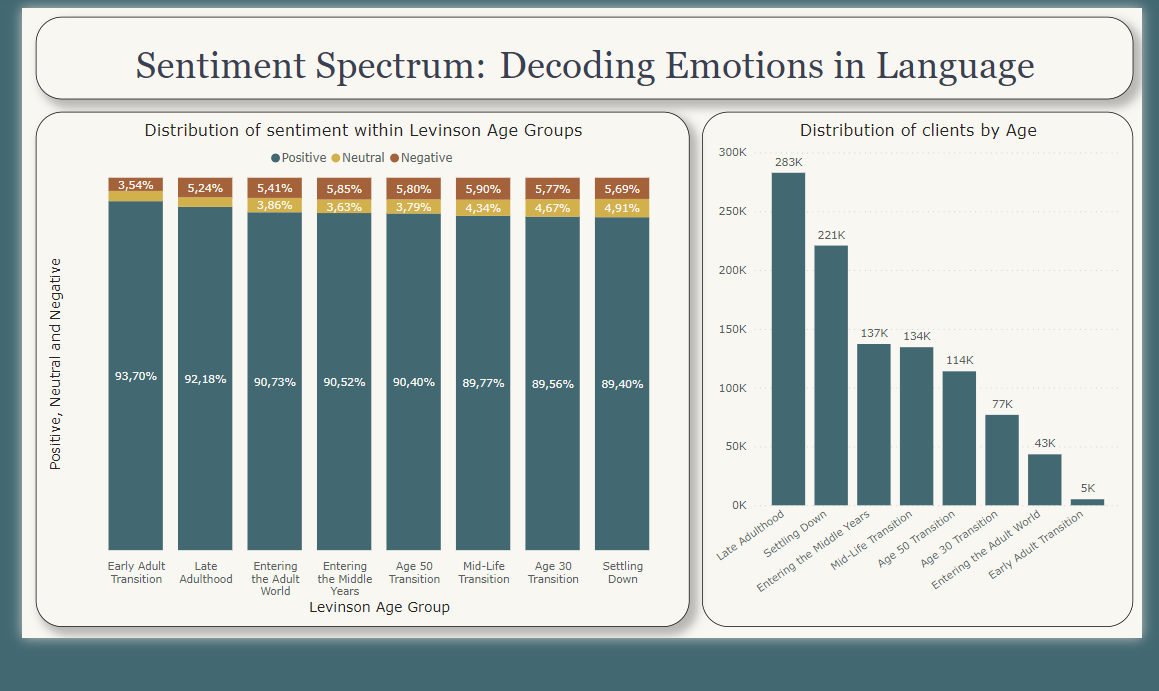 Sentiment Spectrum: Decoding Emotions in Language
Distribution of sentiment within Levinson Age Groups
Positive Neutral Negative
Positive, Neutral and Negative
3,54% 5,24% 5,41% 5,85% 5,80% 5,90% 5,77% 5,69%
3,86% 3,63% 3,79% 4,34% 4,67% 4,91%
93,70% 92,18% 90,73% 90,52% 90,40% 89,77% 89,56% 89,40%
Early Adult
Transition
Late
Adulthood
Entering
the Adult
World
Entering
the Middle
Years
Age 50
Transition
Mid-Life
Transition
Age 30
Transition
Settling
Down
Levinson Age Group
Distribution of clients by Age
300K
250K
200K
150K
100K
50K
0K
283K
221K
137K
134K
114K
77K
43K
5K
Late Adulthood
Settling Down
Entering the Middle Years
Mid-Life Transition
Age 50 Transition
Age 30 Transition
Entering the Adult World
Early Adult Transition